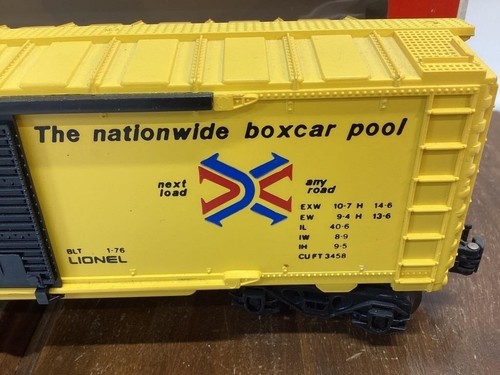 The nationwide boxcar pool
next load
any road
EXW 10-7 H 14-6
EW 9-4 H 13-6
IL 40-6
IW 8-9
IH 9-5
CU FT 3458
BLT 1-76
LIONEL